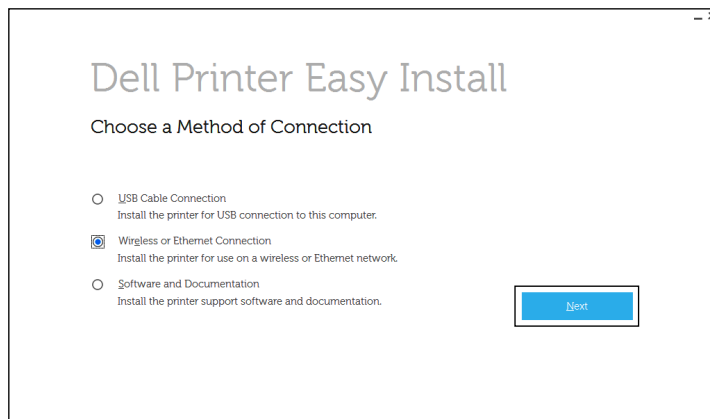 Dell Printer Easy Install
Choose a Method of Connection
USB Cable Connection
Install the printer for USB connection to this computer.
Wireless or Ethernet Connection
Install the printer for use on a wireless or Ethernet network.
Software and Documentation
Install the printer support software and documentation.
Next